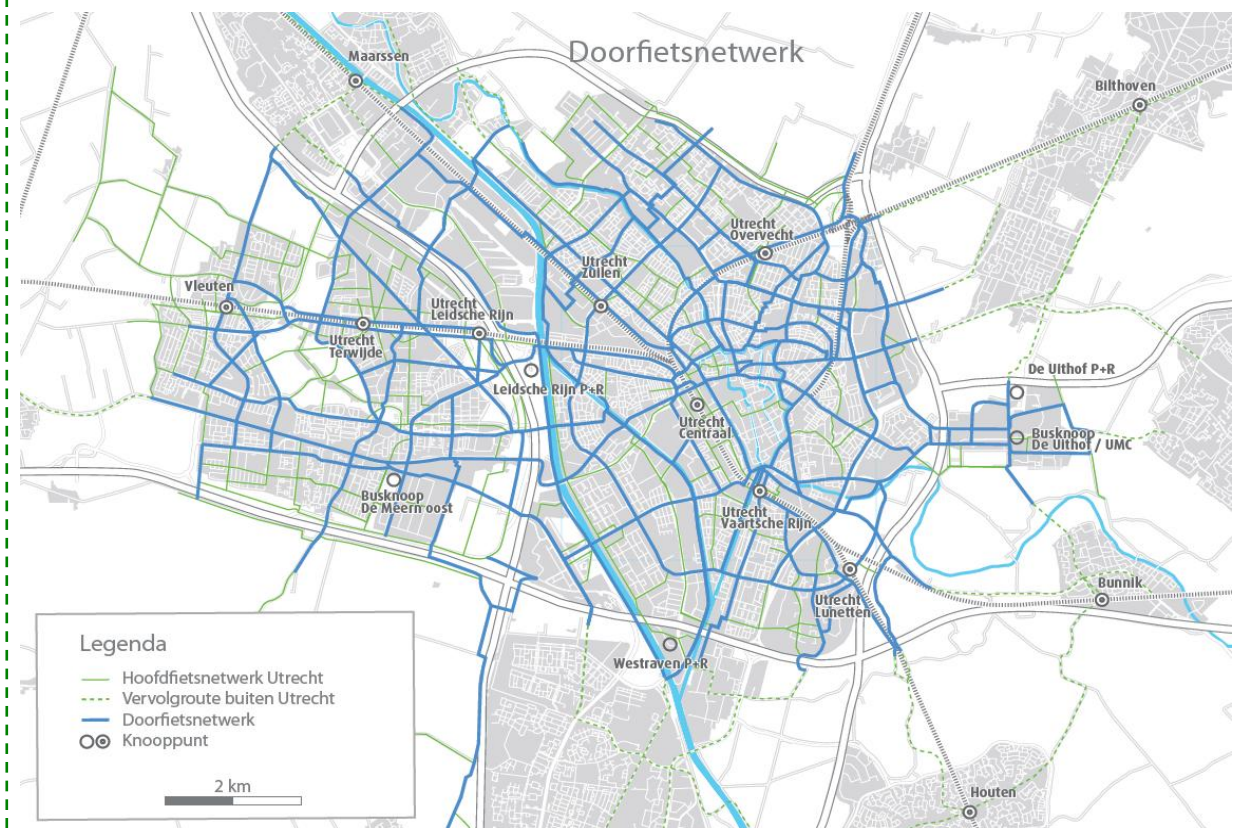 Doorfietsnetwerk
Maarssen
Bilthoven
Utrecht
Overvecht
Utrecht
Zuilen
Vleuten
Utrecht
Leidsche Rijn
Utrecht
Terwijde
Leidsche Rijn P+R
De Uithof P+R
Utrecht
Centraal
Busknoop
De Uithof / UMC
Busknoop
De Meern oost
Utrecht
Vaartsche Rijn
Utrecht
Lunetten
Bunnik
Westraven P+R
Houten
Legenda
Hoofdfietsnetwerk Utrecht
Vervolgroute buiten Utrecht
Doorfietsnetwerk
Knooppunt
2 km